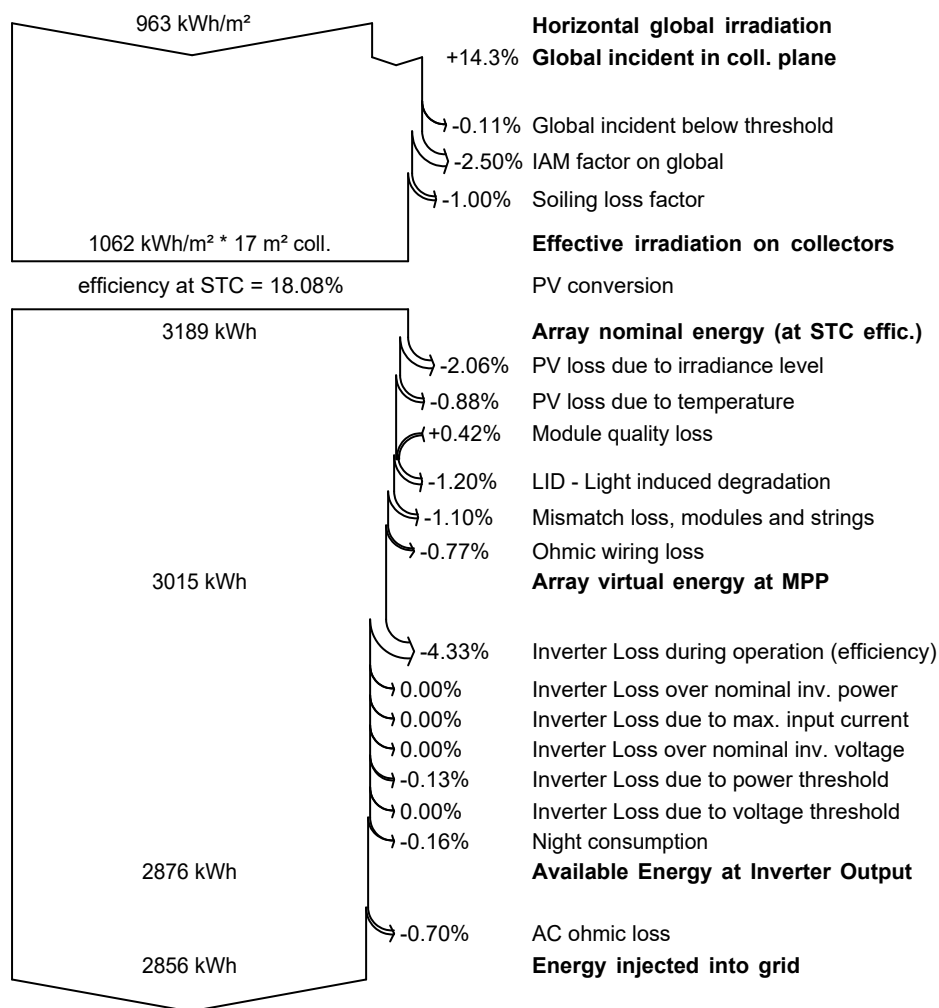 963 kWh/m² Horizontal global irradiation
+14.3% Global incident in coll. plane
-0.11% Global incident below threshold
-2.50% IAM factor on global
-1.00% Soiling loss factor
1062 kWh/m² * 17 m² coll. Effective irradiation on collectors
efficiency at STC = 18.08% PV conversion
3189 kWh Array nominal energy (at STC effic.)
-2.06% PV loss due to irradiance level
-0.88% PV loss due to temperature
+0.42% Module quality loss
-1.20% LID - Light induced degradation
-1.10% Mismatch loss, modules and strings
-0.77% Ohmic wiring loss
3015 kWh Array virtual energy at MPP
-4.33% Inverter Loss during operation (efficiency)
0.00% Inverter Loss over nominal inv. power
0.00% Inverter Loss due to max. input current
0.00% Inverter Loss over nominal inv. voltage
-0.13% Inverter Loss due to power threshold
0.00% Inverter Loss due to voltage threshold
-0.16% Night consumption
2876 kWh Available Energy at Inverter Output
-0.70% AC ohmic loss
2856 kWh Energy injected into grid